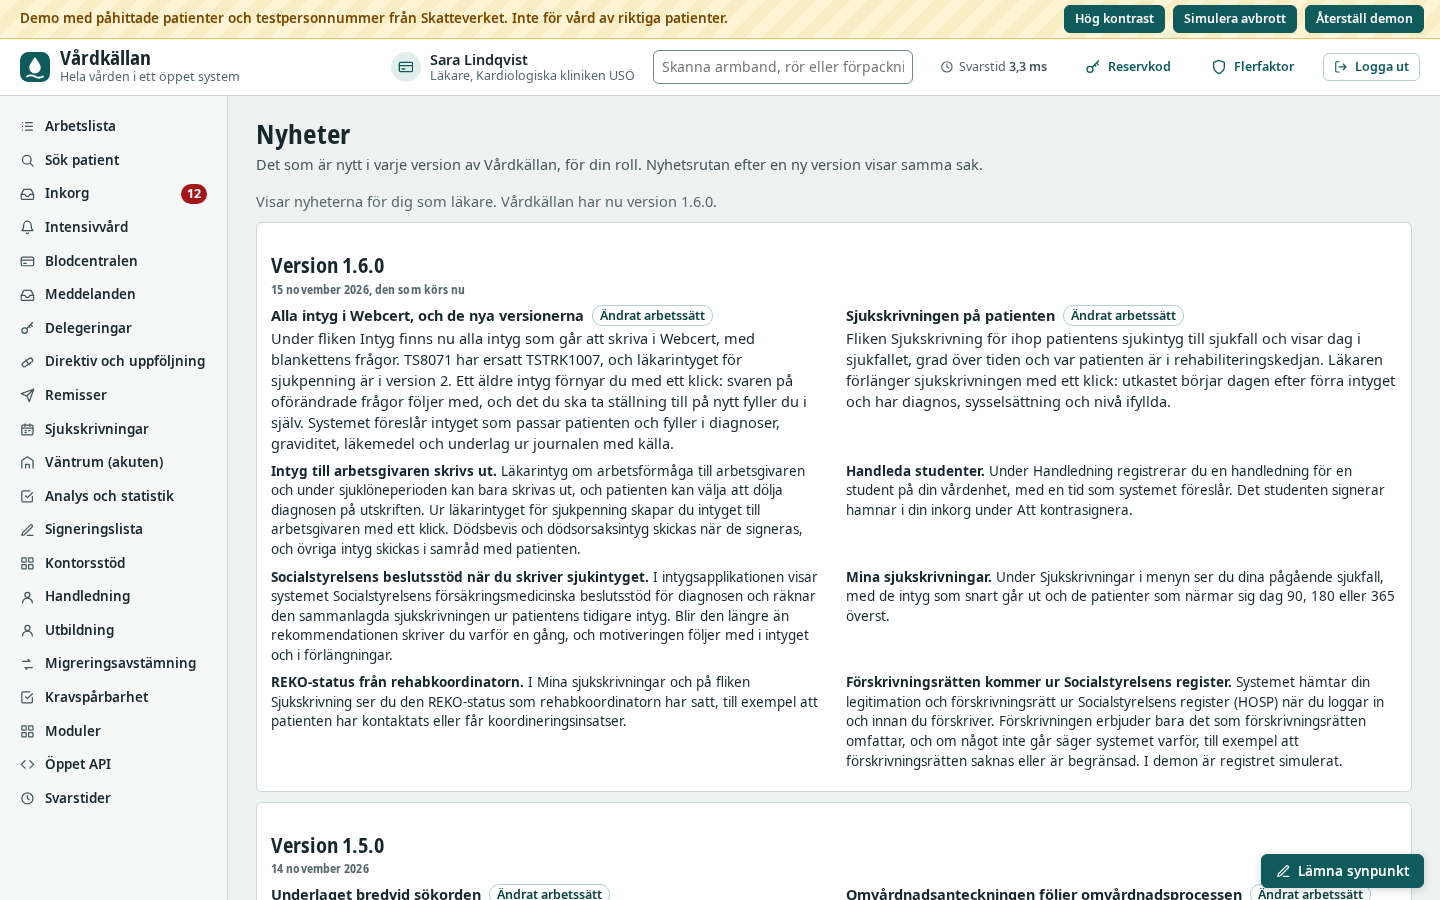 Demo med påhittade patienter och testpersonnummer från Skatteverket. Inte för vård av riktiga patienter.
Hög kontrast
Simulera avbrott
Återställ demon
Vårdkällan
Hela vården i ett öppet system
Sara Lindqvist
Läkare, Kardiologiska kliniken USÖ
Skanna armband, rör eller förpackni
Svarstid 3,3 ms
Reservkod
Flerfaktor
Logga ut
Arbetslista
Sök patient
Inkorg
12
Intensivvård
Blodcentralen
Meddelanden
Delegeringar
Direktiv och uppföljning
Remisser
Sjukskrivningar
Väntrum (akuten)
Analys och statistik
Signeringslista
Kontorsstöd
Handledning
Utbildning
Migreringsavstämning
Kravspårbarhet
Moduler
Öppet API
Svarstider
Nyheter
Det som är nytt i varje version av Vårdkällan, för din roll. Nyhetsrutan efter en ny version visar samma sak.
Visar nyheterna för dig som läkare. Vårdkällan har nu version 1.6.0.
Version 1.6.0
15 november 2026, den som körs nu
Alla intyg i Webcert, och de nya versionerna
Ändrat arbetssätt
Under fliken Intyg finns nu alla intyg som går att skriva i Webcert, med
blankettens frågor. TS8071 har ersatt TSTRK1007, och läkarintyget för
sjukpenning är i version 2. Ett äldre intyg förnyar du med ett klick: svaren på
oförändrade frågor följer med, och det du ska ta ställning till på nytt fyller du i
själv. Systemet föreslår intyget som passar patienten och fyller i diagnoser,
graviditet, läkemedel och underlag ur journalen med källa.
Sjukskrivningen på patienten
Ändrat arbetssätt
Fliken Sjukskrivning för ihop patientens sjukintyg till sjukfall och visar dag i
sjukfallet, grad över tiden och var patienten är i rehabiliteringskedjan. Läkaren
förlänger sjukskrivningen med ett klick: utkastet börjar dagen efter förra intyget
och har diagnos, sysselsättning och nivå ifyllda.
Intyg till arbetsgivaren skrivs ut. Läkarintyg om arbetsförmåga till arbetsgivaren
och under sjuklöneperioden kan bara skrivas ut, och patienten kan välja att dölja
diagnosen på utskriften. Ur läkarintyget för sjukpenning skapar du intyget till
arbetsgivaren med ett klick. Dödsbevis och dödsorsaksintyg skickas när de signeras,
och övriga intyg skickas i samråd med patienten.
Handleda studenter. Under Handledning registrerar du en handledning för en
student på din vårdenhet, med en tid som systemet föreslår. Det studenten signerar
hamnar i din inkorg under Att kontrasignera.
Socialstyrelsens beslutsstöd när du skriver sjukintyget. I intygsapplikationen visar
systemet Socialstyrelsens försäkringsmedicinska beslutsstöd för diagnosen och räknar
den sammanlagda sjukskrivningen ur patientens tidigare intyg. Blir den längre än
rekommendationen skriver du varför en gång, och motiveringen följer med i intyget
och i förlängningar.
Mina sjukskrivningar. Under Sjukskrivningar i menyn ser du dina pågående sjukfall,
med de intyg som snart går ut och de patienter som närmar sig dag 90, 180 eller 365
överst.
REKO-status från rehabkoordinatorn. I Mina sjukskrivningar och på fliken
Sjukskrivning ser du den REKO-status som rehabkoordinatorn har satt, till exempel att
patienten har kontaktats eller får koordineringsinsatser.
Förskrivningsrätten kommer ur Socialstyrelsens register. Systemet hämtar din
legitimation och förskrivningsrätt ur Socialstyrelsens register (HOSP) när du loggar in
och innan du förskriver. Förskrivningen erbjuder bara det som förskrivningsrätten
omfattar, och om något inte går säger systemet varför, till exempel att
förskrivningsrätten saknas eller är begränsad. I demon är registret simulerat.
Version 1.5.0
14 november 2026
Underlaget bredvid sökorden
Ändrat arbetssätt
Omvårdnadsanteckningen följer omvårdnadsprocessen
Ändrat arbetssätt
Lämna synpunkt